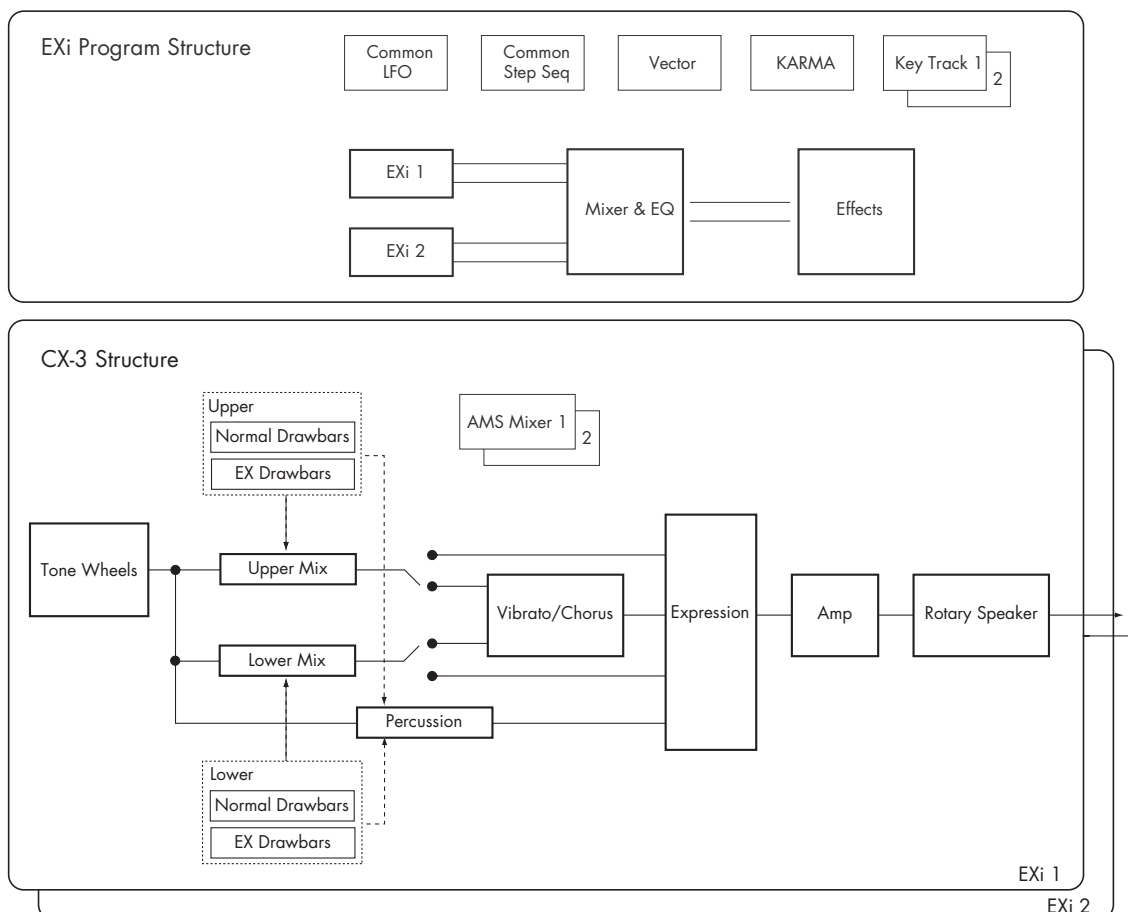 EXi Program Structure
Common
LFO
Common
Step Seq
Vector
KARMA
Key Track 1
2
EXi 1
EXi 2
Mixer & EQ
Effects
CX-3 Structure
Upper
Normal Drawbars
EX Drawbars
AMS Mixer 1
2
Tone Wheels
Upper Mix
Lower Mix
Vibrato/Chorus
Expression
Amp
Rotary Speaker
Percussion
Lower
Normal Drawbars
EX Drawbars
EXi 1
EXi 2